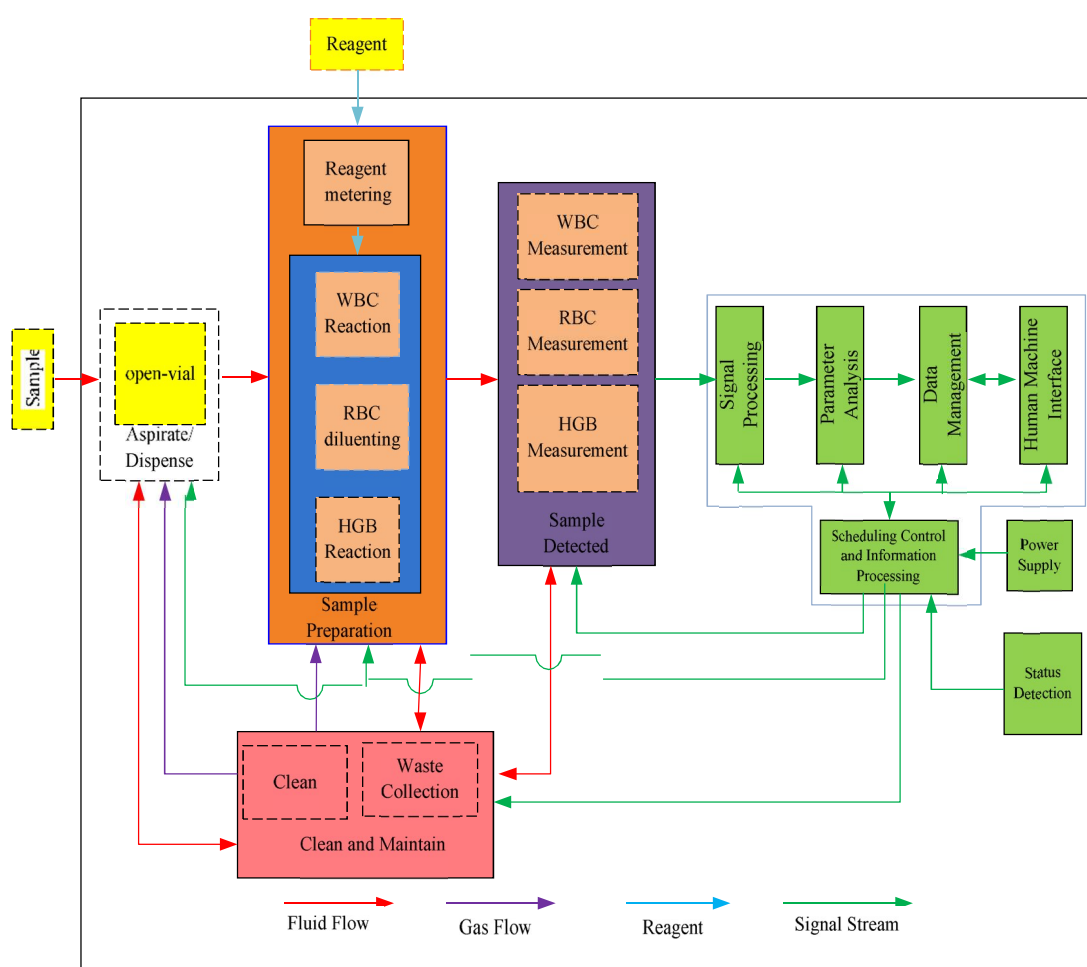 Reagent
Reagent
metering
WBC
Reaction
RBC
diluenting
HGB
Reaction
Sample
Preparation
Sample
open-vial
Aspirate/
Dispense
WBC
Measurement
RBC
Measurement
HGB
Measurement
Sample
Detected
Signal
Processing
Parameter
Analysis
Data
Management
Human Machine
Interface
Scheduling Control
and Information
Processing
Power
Supply
Status
Detection
Clean
Waste
Collection
Clean and Maintain
Fluid Flow
Gas Flow
Reagent
Signal Stream